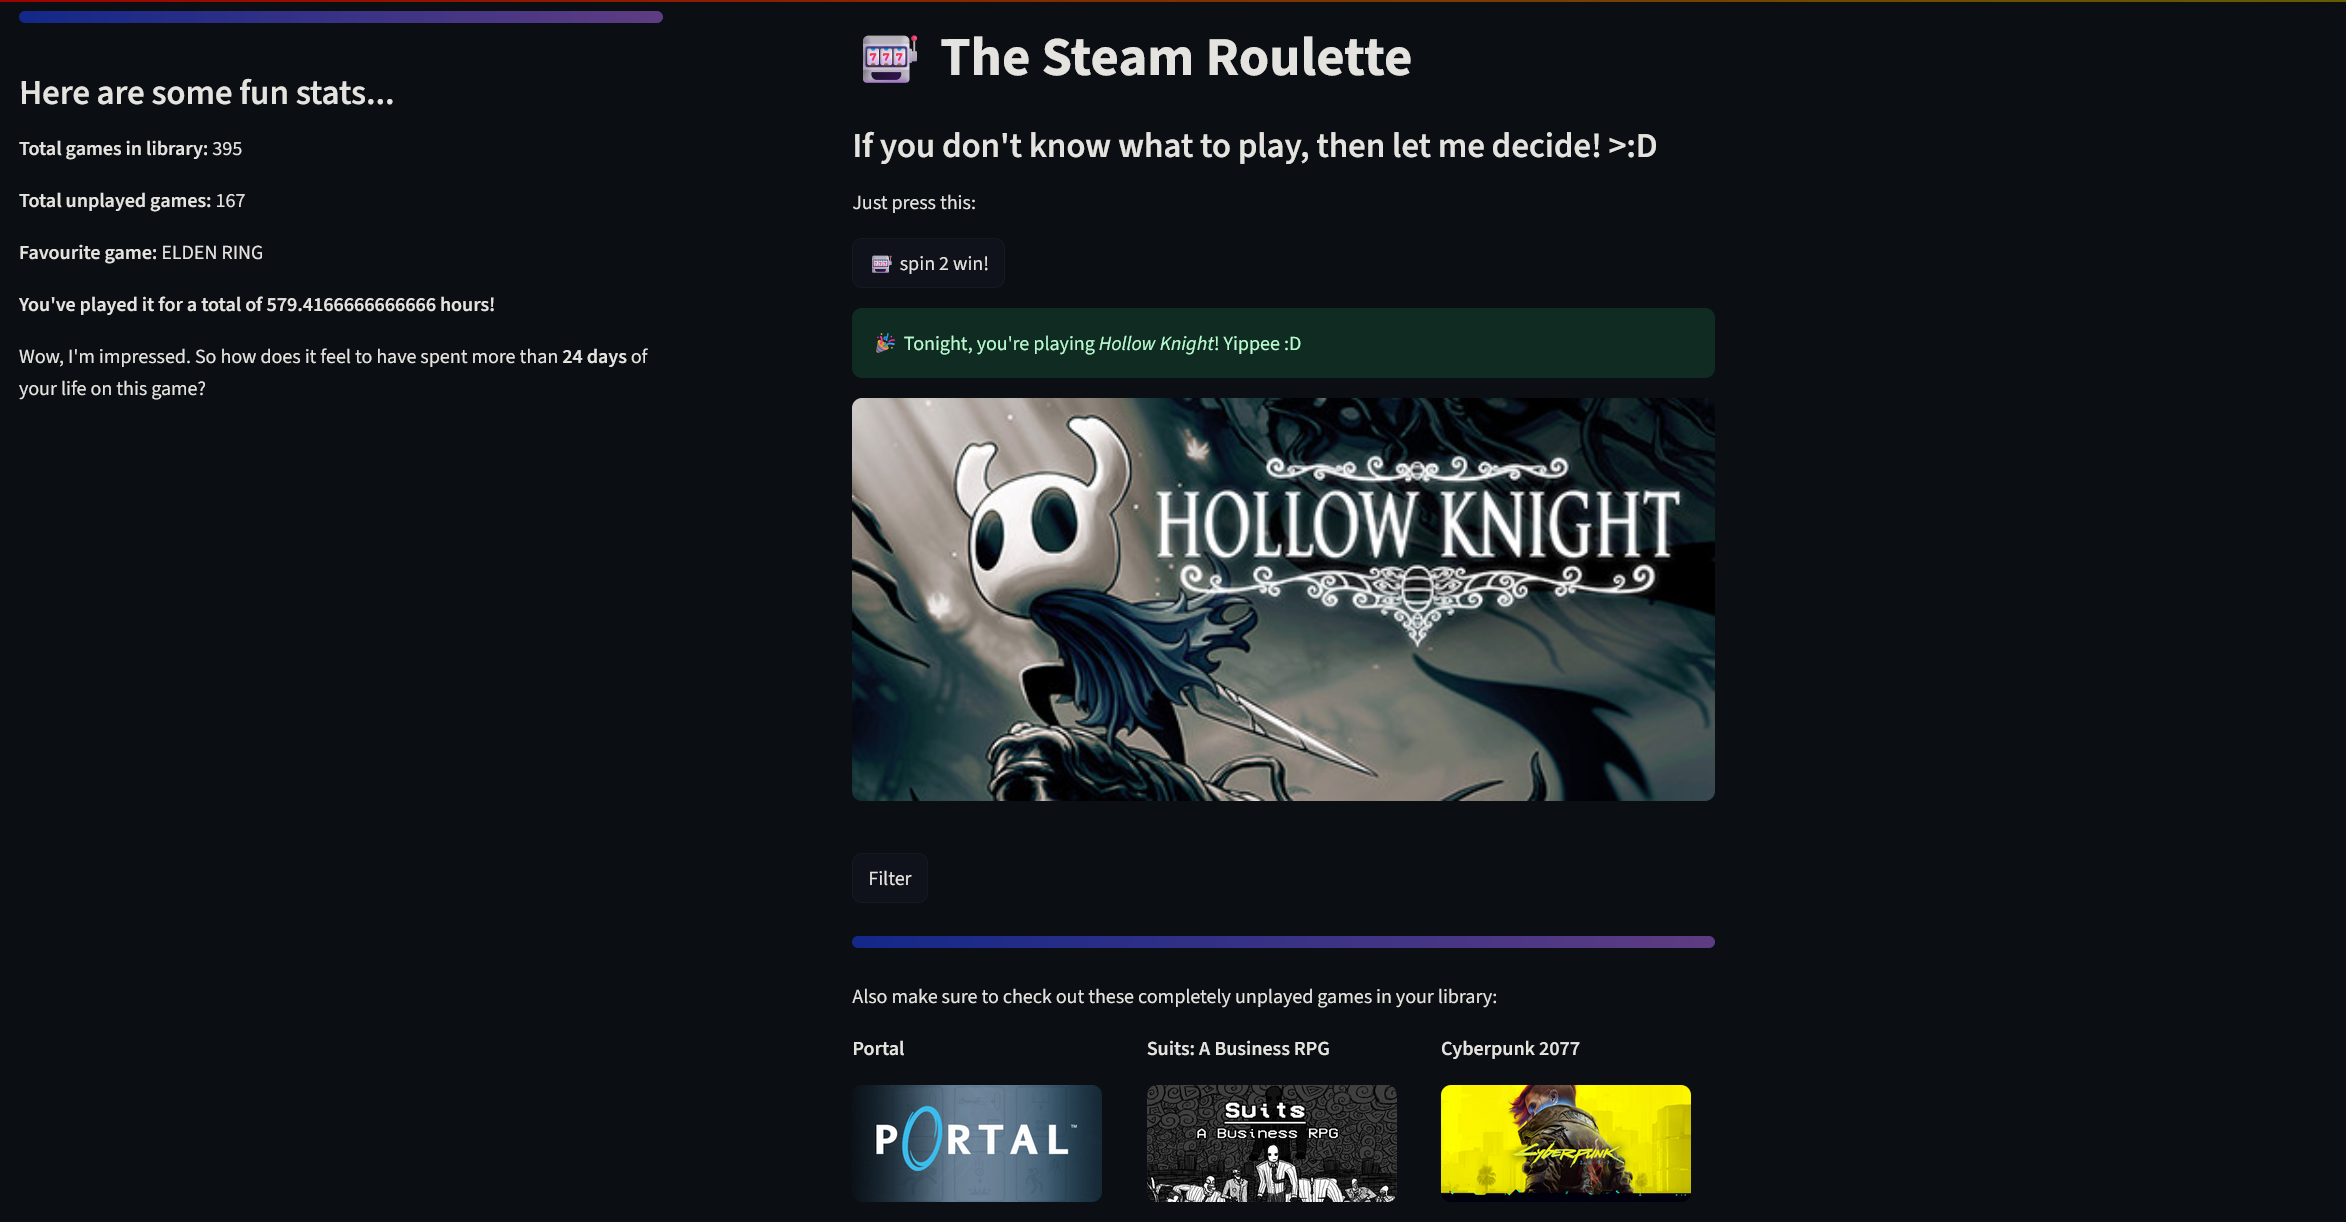 Here are some fun stats...
Total games in library: 395
Total unplayed games: 167
Favourite game: ELDEN RING
You've played it for a total of 579.4166666666666 hours!
Wow, I'm impressed. So how does it feel to have spent more than 24 days of
your life on this game?
777 The Steam Roulette
If you don't know what to play, then let me decide! >:D
Just press this:
spin 2 win!
Tonight, you're playing Hollow Knight! Yippee :D
HOLLOW KNIGHT
Filter
Also make sure to check out these completely unplayed games in your library:
Portal
PORTAL™
Suits: A Business RPG
Suits
A Business RPG
Cyberpunk 2077
CYBERPUNK